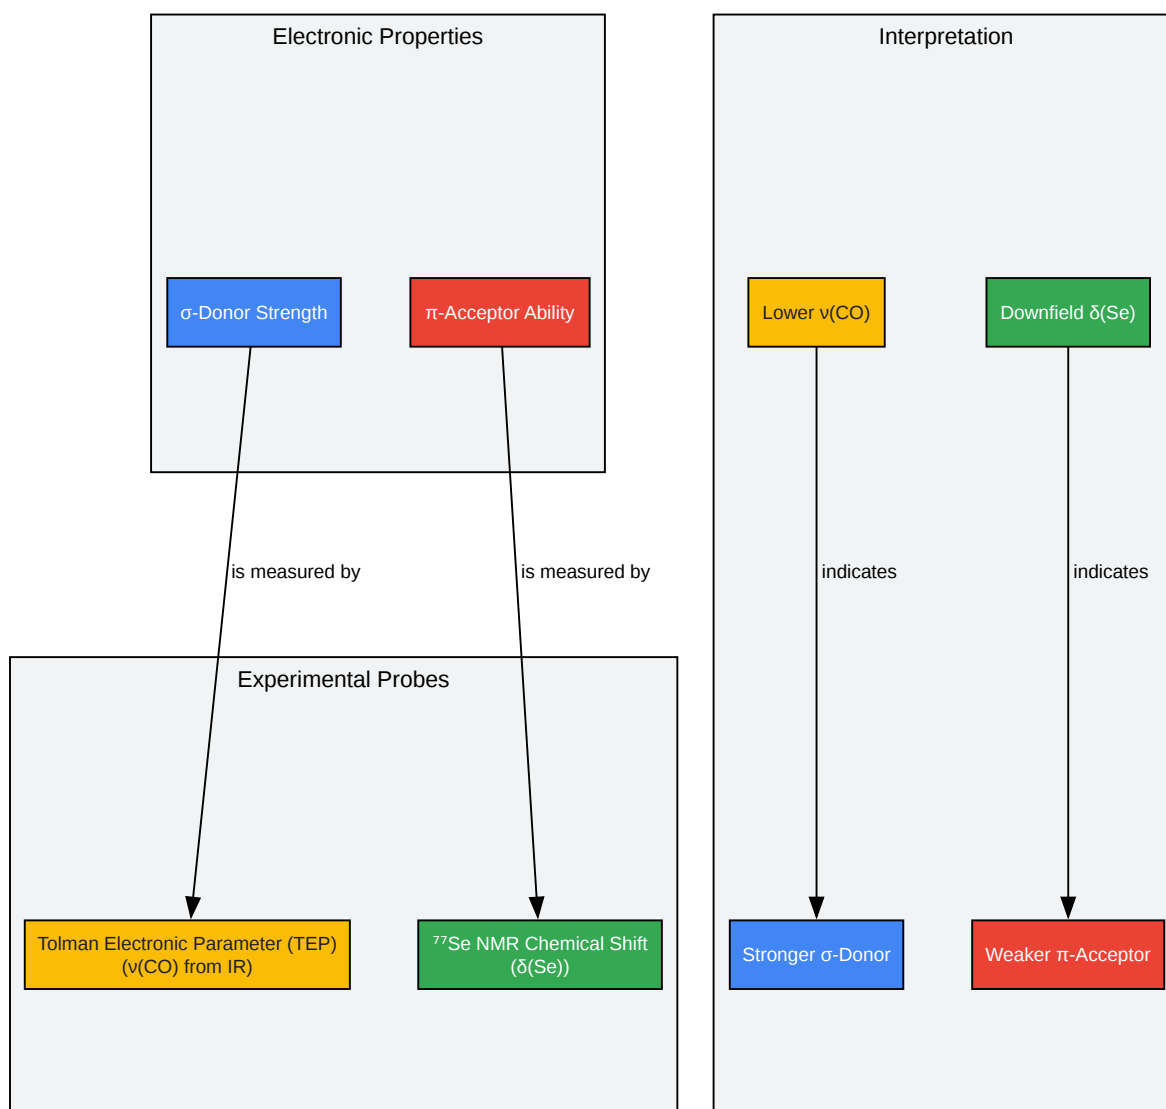 Electronic Properties
σ-Donor Strength
π-Acceptor Ability
is measured by
is measured by
Experimental Probes
Tolman Electronic Parameter (TEP)
(ν(CO) from IR)
⁷⁷Se NMR Chemical Shift
(δ(Se))
Interpretation
Lower ν(CO)
Downfield δ(Se)
indicates
indicates
Stronger σ-Donor
Weaker π-Acceptor